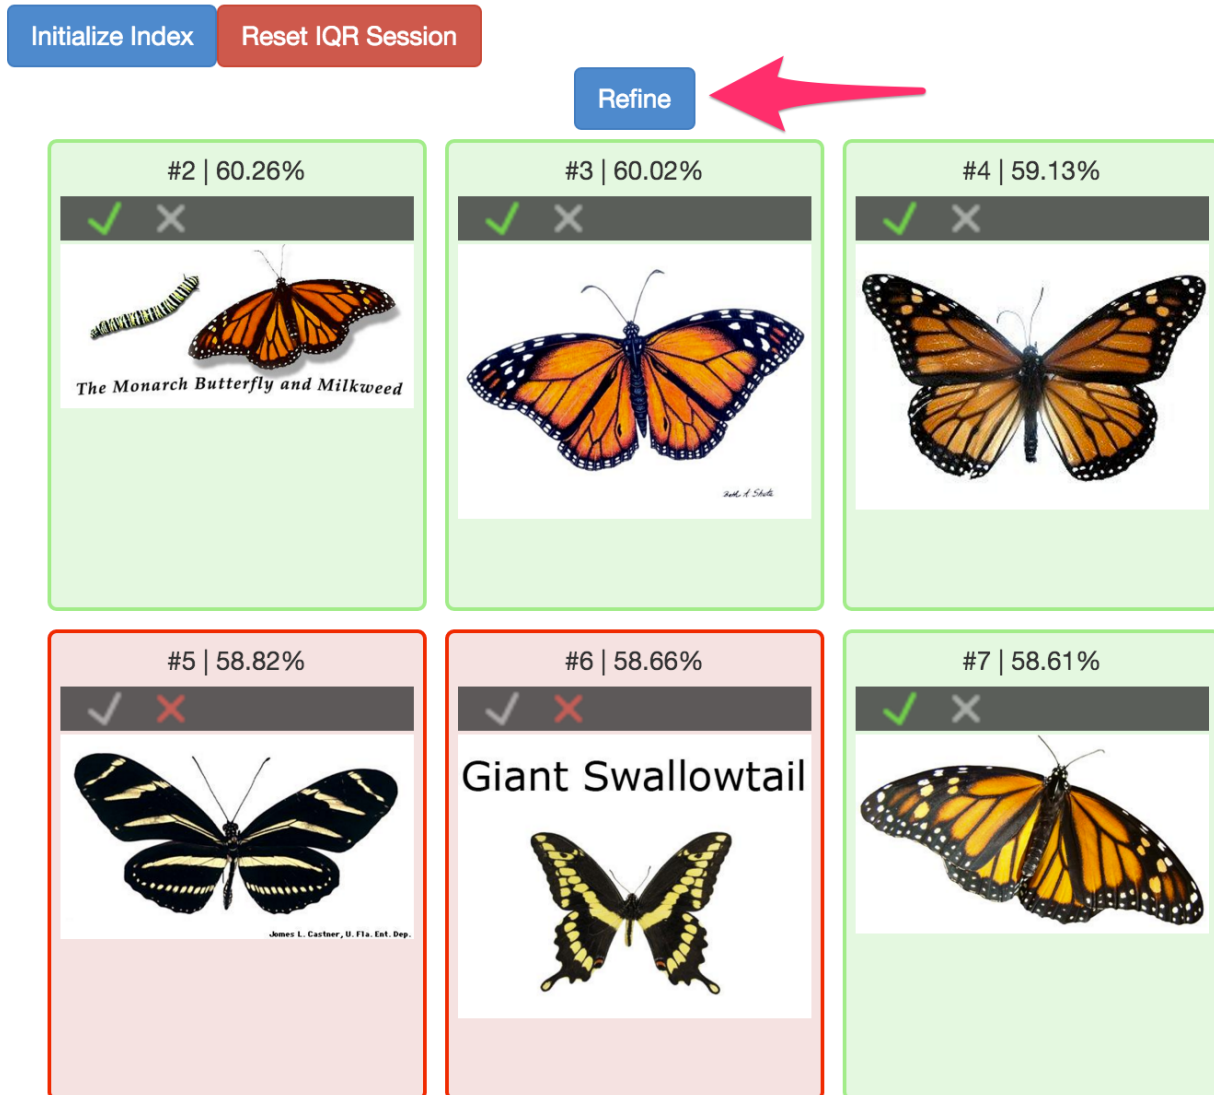 Initialize Index
Reset IQR Session
Refine
#2 | 60.26%
#3 | 60.02%
#4 | 59.13%
The Monarch Butterfly and Milkweed
#5 | 58.82%
#6 | 58.66%
#7 | 58.61%
Giant Swallowtail
James L. Castner, U. Fla. Ent. Dep.